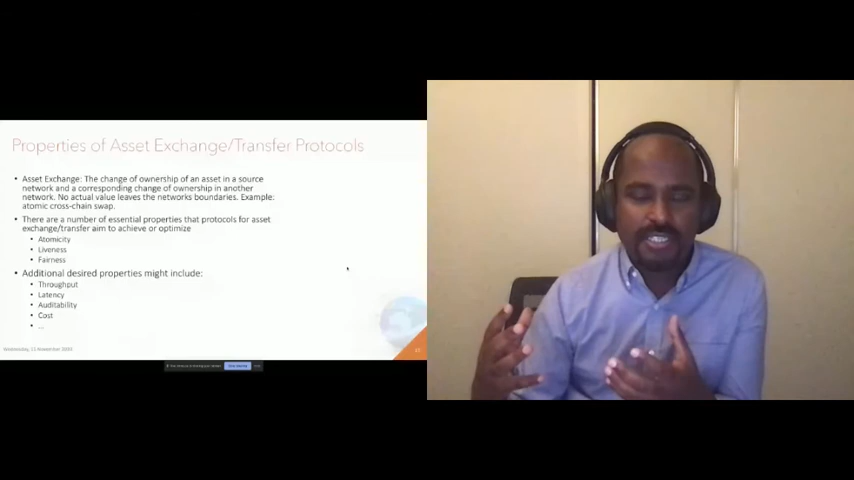 Properties of Asset Exchange/Transfer Protocols
• Asset Exchange: The change of ownership of an asset in a source
network and a corresponding change of ownership in another
network. No actual value leaves the networks boundaries. Example:
atomic cross-chain swap.
• There are a number of essential properties that protocols for asset
exchange/transfer aim to achieve or optimize
• Atomicity
• Liveness
• Fairness
• Additional desired properties might include:
• Throughput
• Latency
• Auditability
• Cost
• ...
Wednesday, 11 November